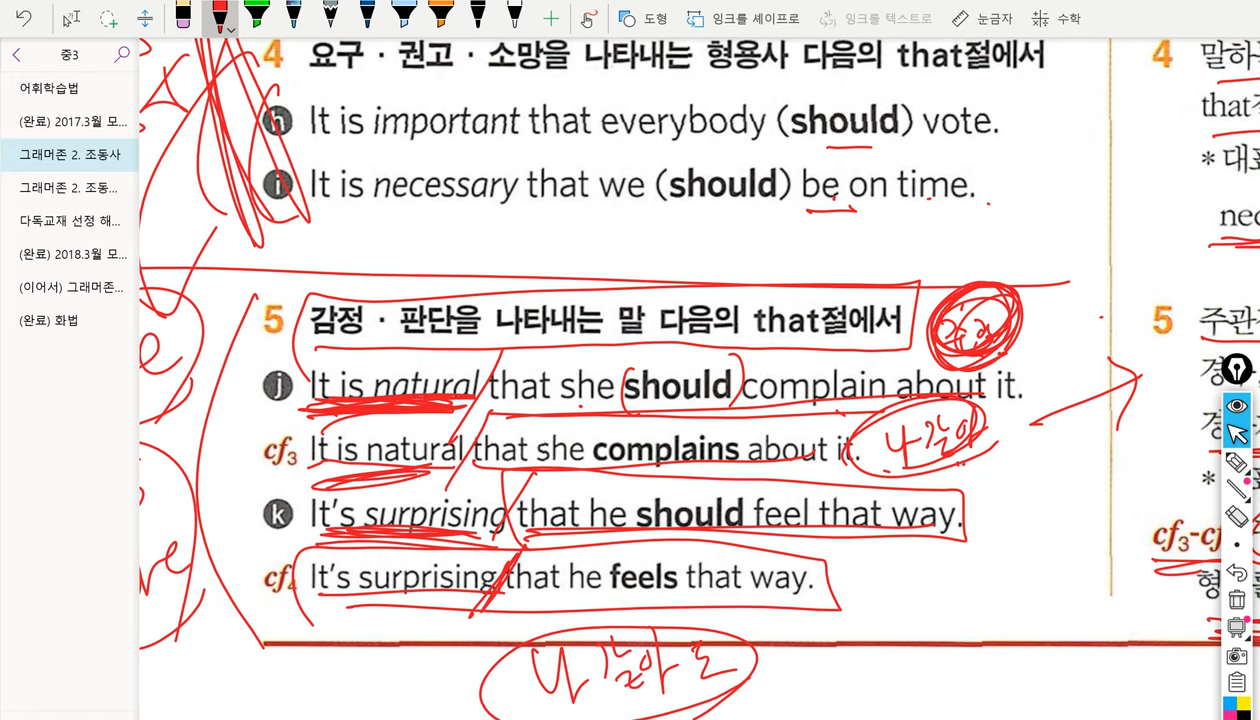 도형 잉크를 셰이프로 잉크를 텍스트로 눈금자 수학
중3
어휘학습법
(완료) 2017.3월 모...
그래머존 2. 조동사
그래머존 2. 조동...
다독교재 선정 해...
(완료) 2018.3월 모...
(이어서) 그래머존...
(완료) 화법
4 요구 · 권고 · 소망을 나타내는 형용사 다음의 that절에서
h It is important that everybody (should) vote.
i It is necessary that we (should) be on time.
5 감정 · 판단을 나타내는 말 다음의 that절에서
j It is natural that she should complain about it.
cf3 It is natural that she complains about it.
k It's surprising that he should feel that way.
cf It's surprising that he feels that way.
4 말하
that
* 대표
nec
5 주관
경
경
*
cf3-cf
형